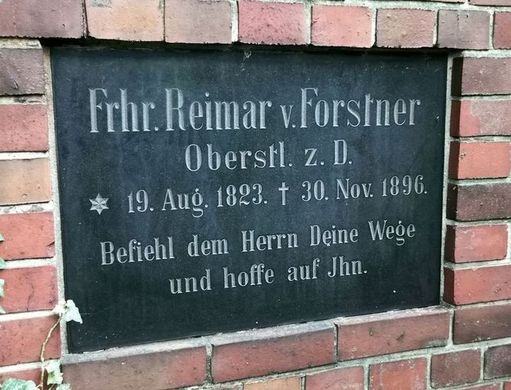 Frhr. Reimar v. Forstner
Oberstl. z. D.
* 19. Aug. 1823. † 30. Nov. 1896.
Befiehl dem Herrn Deine Wege
und hoffe auf Jhn.